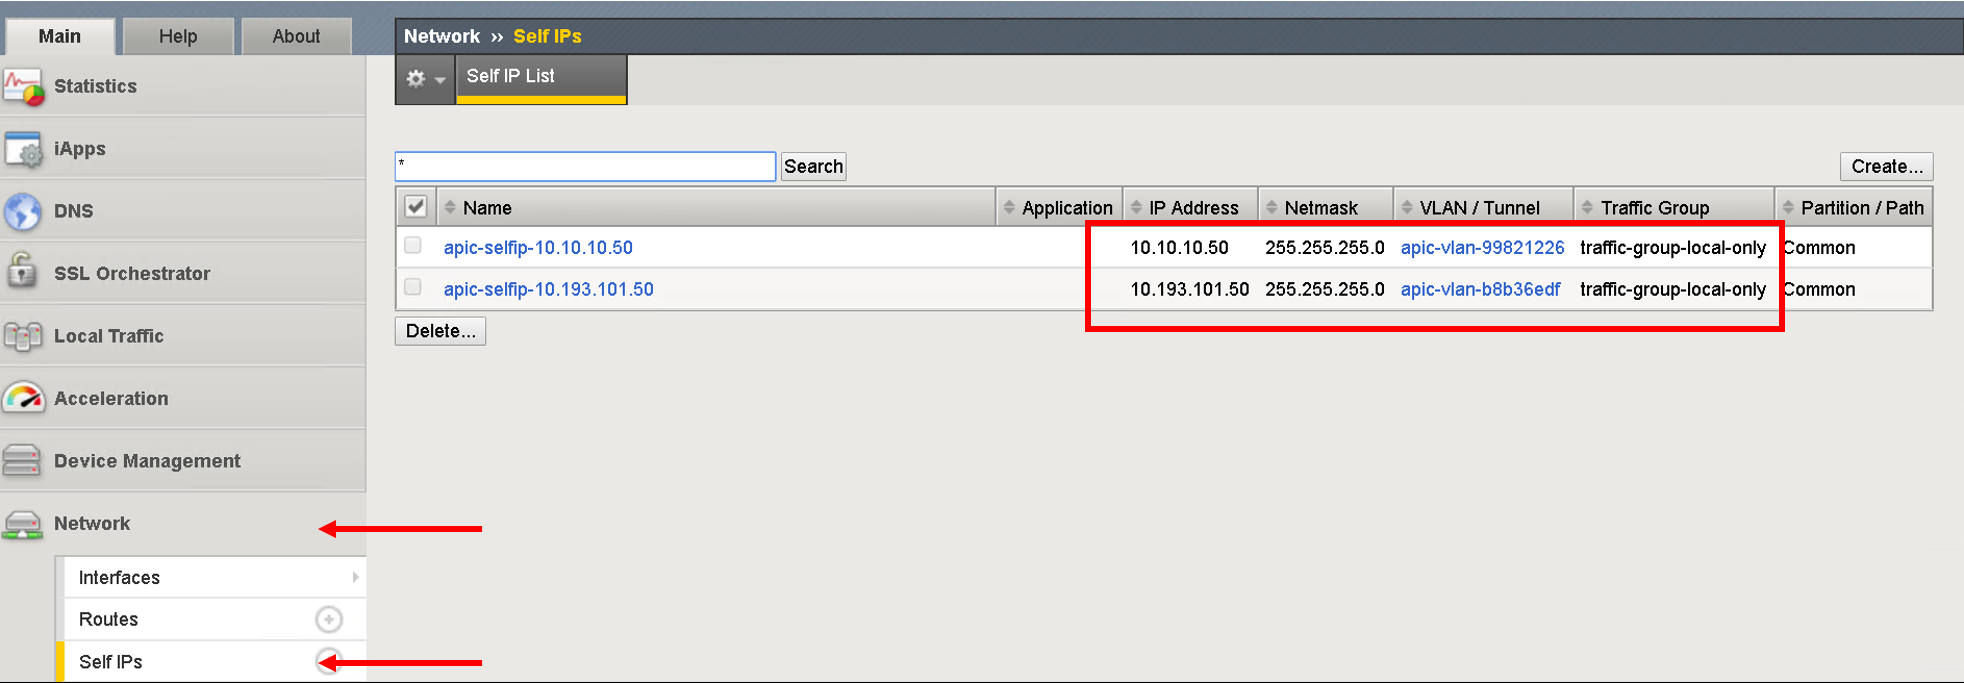 Main Help About
Network » Self IPs
Self IP List
Statistics
iApps
DNS
SSL Orchestrator
Local Traffic
Acceleration
Device Management
Network
Interfaces
Routes
Self IPs
* Search Create...
Name Application IP Address Netmask VLAN / Tunnel Traffic Group Partition / Path
apic-selfip-10.10.10.50 10.10.10.50 255.255.255.0 apic-vlan-99821226 traffic-group-local-only Common
apic-selfip-10.193.101.50 10.193.101.50 255.255.255.0 apic-vlan-b8b36edf traffic-group-local-only Common
Delete...